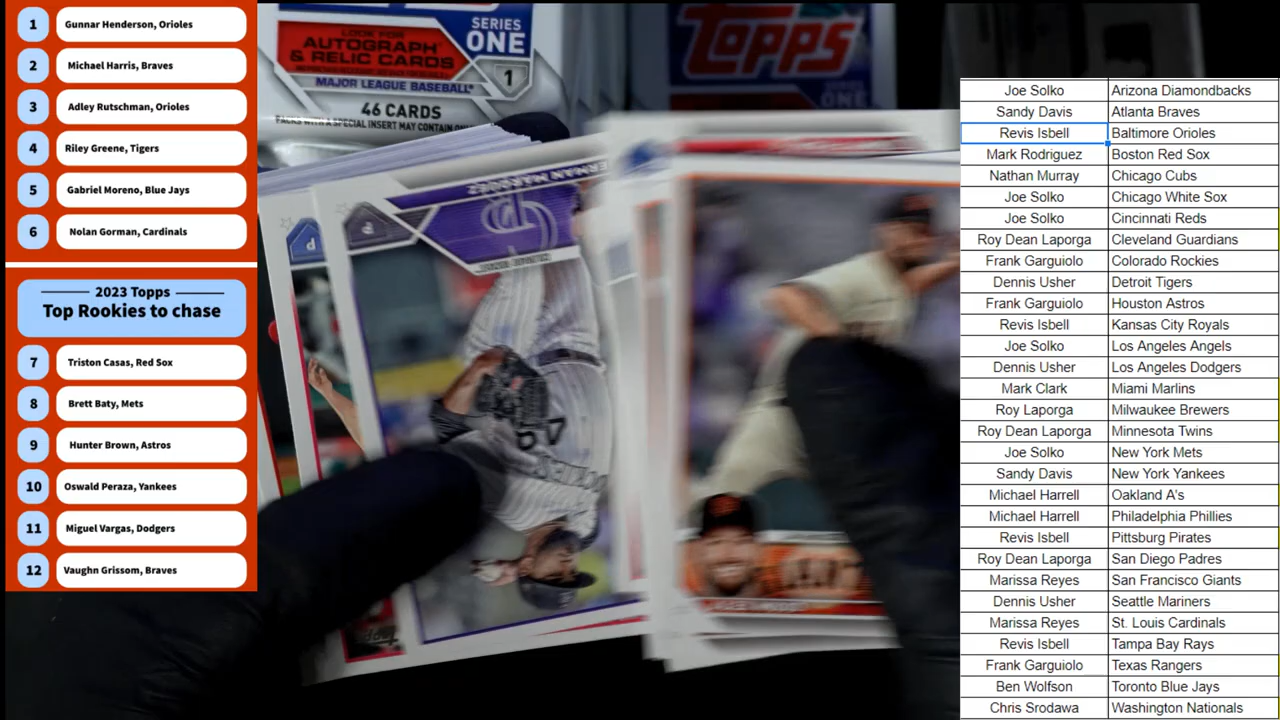 1 Gunnar Henderson, Orioles
2 Michael Harris, Braves
3 Adley Rutschman, Orioles
4 Riley Greene, Tigers
5 Gabriel Moreno, Blue Jays
6 Nolan Gorman, Cardinals
2023 Topps
Top Rookies to chase
7 Triston Casas, Red Sox
8 Brett Baty, Mets
9 Hunter Brown, Astros
10 Oswald Peraza, Yankees
11 Miguel Vargas, Dodgers
12 Vaughn Grissom, Braves
LOOK FOR
AUTOGRAPH
& RELIC CARDS
SERIES
ONE
1
MAJOR LEAGUE BASEBALL
46 CARDS
PACKS WITH A SPECIAL INSERT MAY CONTAIN
Topps
ONE
MARQUEZ
48
Joe Solko Arizona Diamondbacks
Sandy Davis Atlanta Braves
Revis Isbell Baltimore Orioles
Mark Rodriguez Boston Red Sox
Nathan Murray Chicago Cubs
Joe Solko Chicago White Sox
Joe Solko Cincinnati Reds
Roy Dean Laporga Cleveland Guardians
Frank Garguiolo Colorado Rockies
Dennis Usher Detroit Tigers
Frank Garguiolo Houston Astros
Revis Isbell Kansas City Royals
Joe Solko Los Angeles Angels
Dennis Usher Los Angeles Dodgers
Mark Clark Miami Marlins
Roy Laporga Milwaukee Brewers
Roy Dean Laporga Minnesota Twins
Joe Solko New York Mets
Sandy Davis New York Yankees
Michael Harrell Oakland A's
Michael Harrell Philadelphia Phillies
Revis Isbell Pittsburg Pirates
Roy Dean Laporga San Diego Padres
Marissa Reyes San Francisco Giants
Dennis Usher Seattle Mariners
Marissa Reyes St. Louis Cardinals
Revis Isbell Tampa Bay Rays
Frank Garguiolo Texas Rangers
Ben Wolfson Toronto Blue Jays
Chris Srodawa Washington Nationals